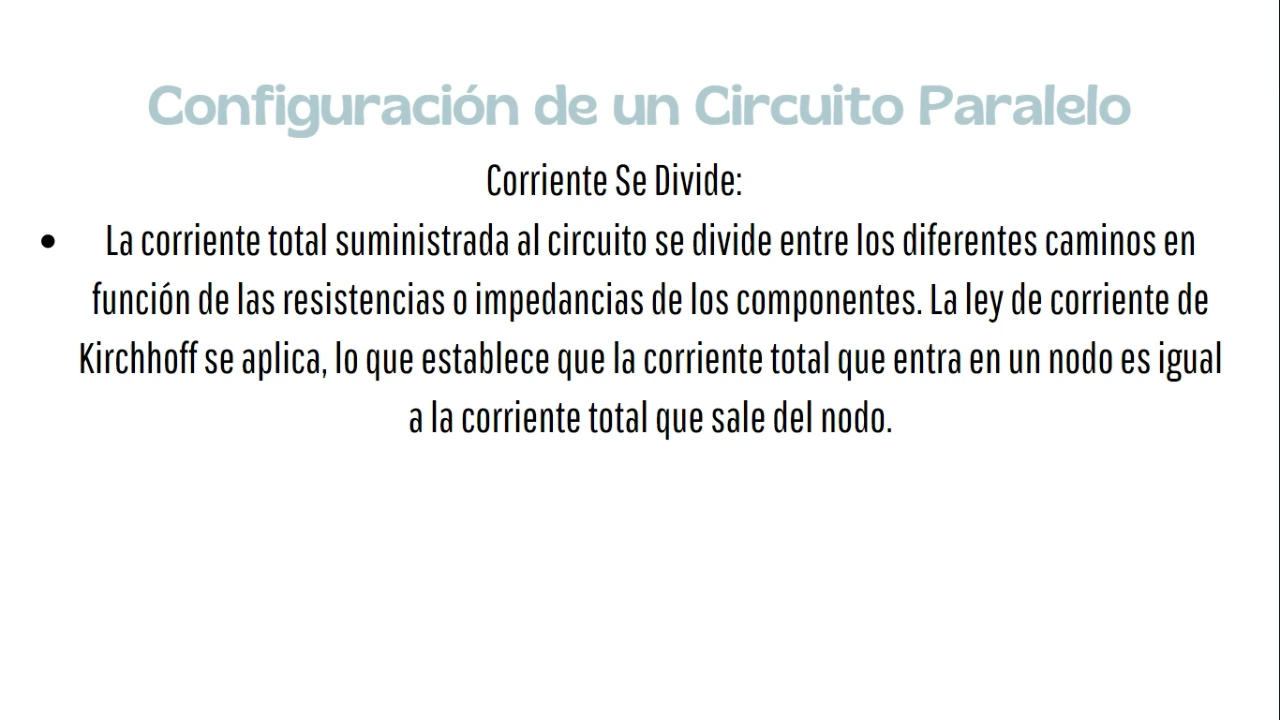 Configuración de un Circuito Paralelo
Corriente Se Divide:
• La corriente total suministrada al circuito se divide entre los diferentes caminos en
función de las resistencias o impedancias de los componentes. La ley de corriente de
Kirchhoff se aplica, lo que establece que la corriente total que entra en un nodo es igual
a la corriente total que sale del nodo.